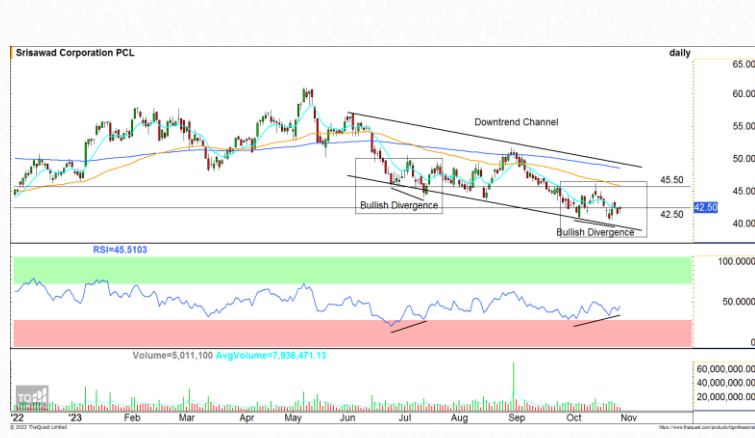 Srisawad Corporation PCL daily
65.00
60.00
Downtrend Channel
55.00
50.00
45.50
45.00
42.50 42.50
Bullish Divergence
40.00
Bullish Divergence
RSI=45.5103
100.0000
50.0000
0
Volume=5,011,100 AvgVolume=7,936,471.13
60,000,000.00
40,000,000.00
20,000,000.00
'22 '23 Feb Mar Apr May Jun Jul Aug Sep Oct Nov
© 2023 TheQuest Limited